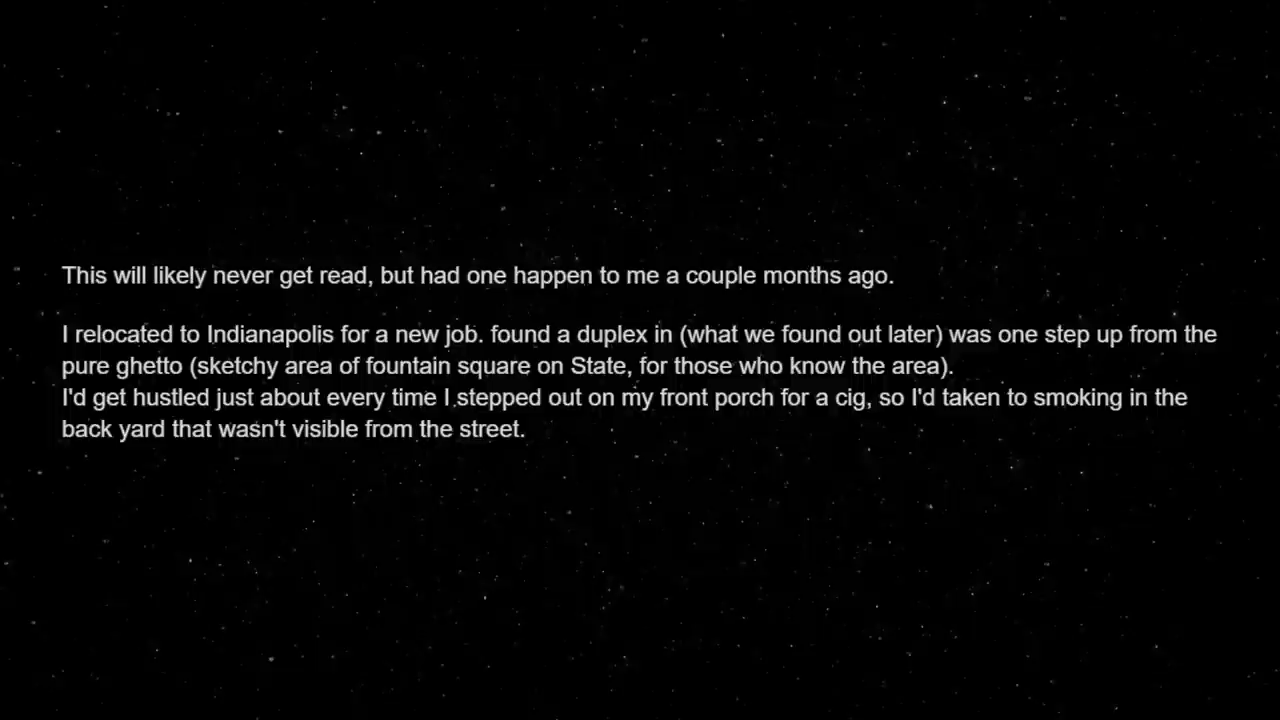 This will likely never get read, but had one happen to me a couple months ago.
I relocated to Indianapolis for a new job. found a duplex in (what we found out later) was one step up from the
pure ghetto (sketchy area of fountain square on State, for those who know the area).
I'd get hustled just about every time I stepped out on my front porch for a cig, so I'd taken to smoking in the
back yard that wasn't visible from the street.